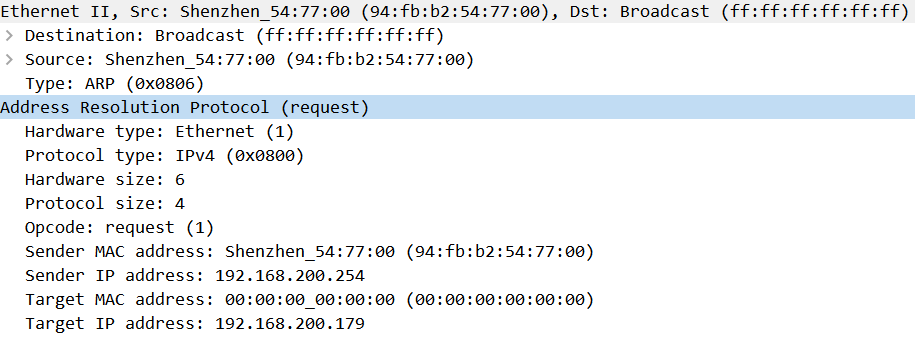 Ethernet II, Src: Shenzhen_54:77:00 (94:fb:b2:54:77:00), Dst: Broadcast (ff:ff:ff:ff:ff:ff)
Destination: Broadcast (ff:ff:ff:ff:ff:ff)
Source: Shenzhen_54:77:00 (94:fb:b2:54:77:00)
Type: ARP (0x0806)
Address Resolution Protocol (request)
Hardware type: Ethernet (1)
Protocol type: IPv4 (0x0800)
Hardware size: 6
Protocol size: 4
Opcode: request (1)
Sender MAC address: Shenzhen_54:77:00 (94:fb:b2:54:77:00)
Sender IP address: 192.168.200.254
Target MAC address: 00:00:00_00:00:00 (00:00:00:00:00:00)
Target IP address: 192.168.200.179